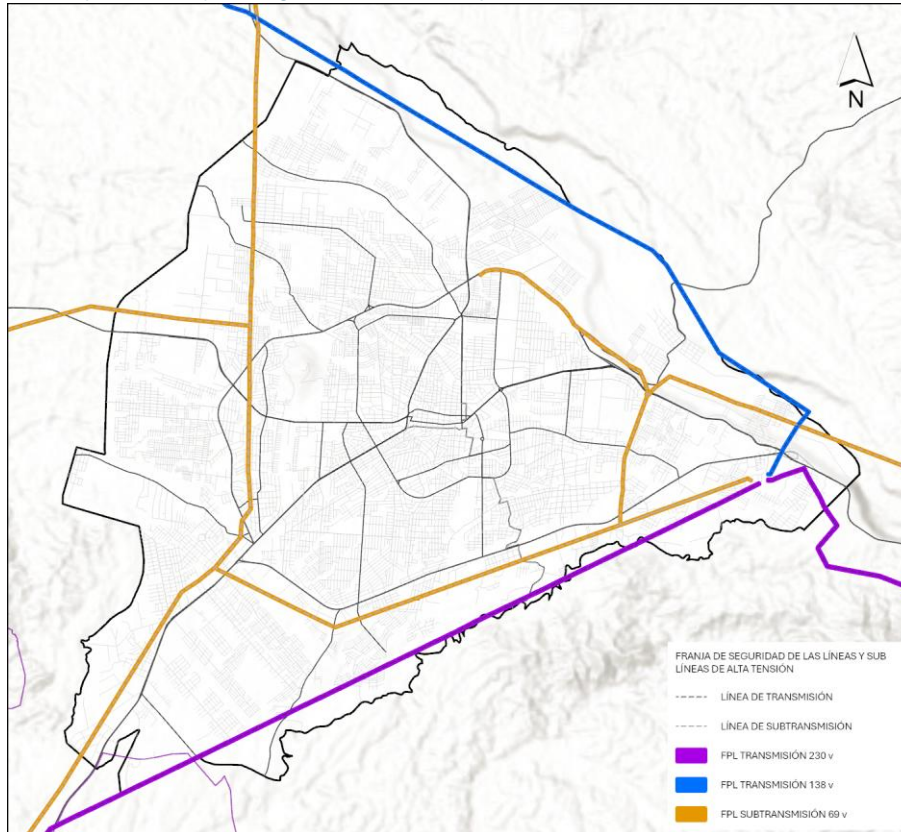 N
FRANJA DE SEGURIDAD DE LAS LÍNEAS Y SUB
LÍNEAS DE ALTA TENSIÓN
LÍNEA DE TRANSMISIÓN
LÍNEA DE SUBTRANSMISIÓN
FPL TRANSMISIÓN 230 v
FPL TRANSMISIÓN 138 v
FPL SUBTRANSMISIÓN 69 v